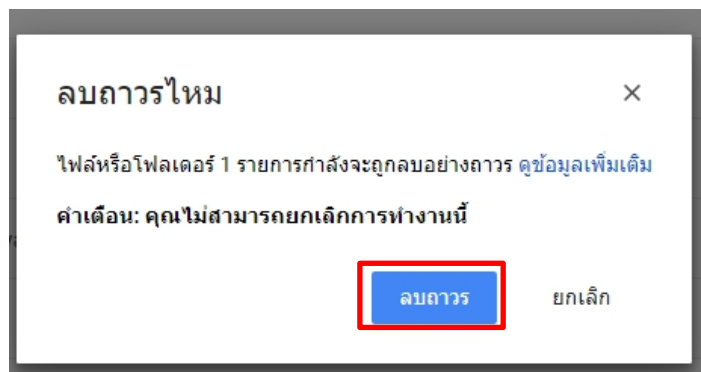 ลบถาวรไหม
ไฟล์หรือโฟลเดอร์ 1 รายการกำลังจะถูกลบอย่างถาวร ดูข้อมูลเพิ่มเติม
คำเตือน: คุณไม่สามารถยกเลิกการทำงานนี้
ลบถาวร ยกเลิก